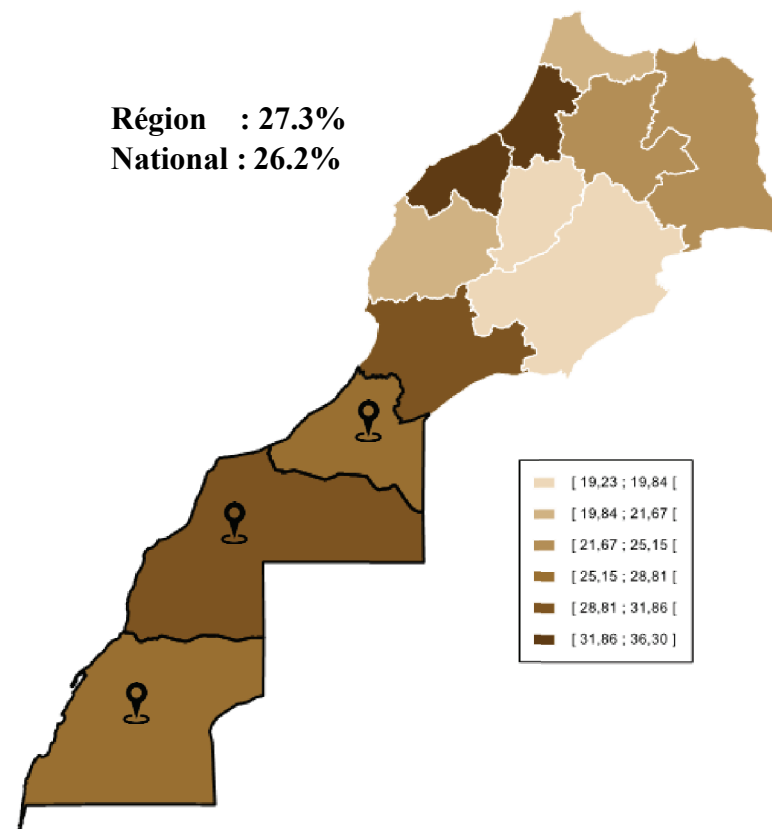 Région : 27.3%
National : 26.2%
[ 19,23 ; 19,84 [
[ 19,84 ; 21,67 [
[ 21,67 ; 25,15 [
[ 25,15 ; 28,81 [
[ 28,81 ; 31,86 [
[ 31,86 ; 36,30 ]